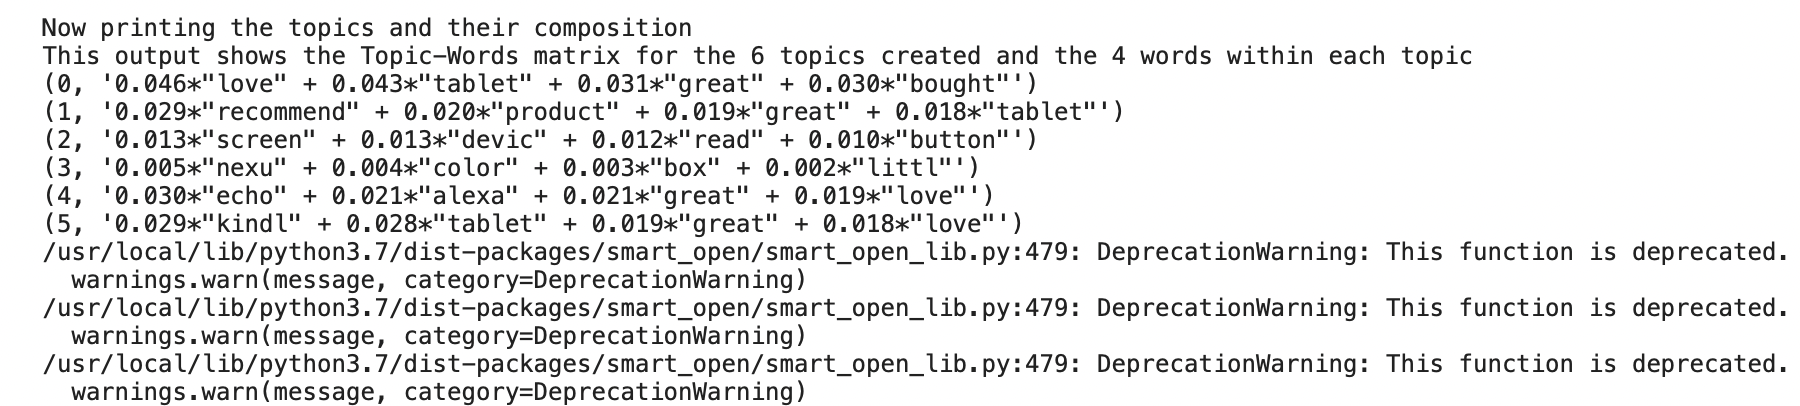 Now printing the topics and their composition
This output shows the Topic-Words matrix for the 6 topics created and the 4 words within each topic
(0, '0.046*"love" + 0.043*"tablet" + 0.031*"great" + 0.030*"bought"')
(1, '0.029*"recommend" + 0.020*"product" + 0.019*"great" + 0.018*"tablet"')
(2, '0.013*"screen" + 0.013*"devic" + 0.012*"read" + 0.010*"button"')
(3, '0.005*"nexu" + 0.004*"color" + 0.003*"box" + 0.002*"littl"')
(4, '0.030*"echo" + 0.021*"alexa" + 0.021*"great" + 0.019*"love"')
(5, '0.029*"kindl" + 0.028*"tablet" + 0.019*"great" + 0.018*"love"')
/usr/local/lib/python3.7/dist-packages/smart_open/smart_open_lib.py:479: DeprecationWarning: This function is deprecated.
  warnings.warn(message, category=DeprecationWarning)
/usr/local/lib/python3.7/dist-packages/smart_open/smart_open_lib.py:479: DeprecationWarning: This function is deprecated.
  warnings.warn(message, category=DeprecationWarning)
/usr/local/lib/python3.7/dist-packages/smart_open/smart_open_lib.py:479: DeprecationWarning: This function is deprecated.
  warnings.warn(message, category=DeprecationWarning)